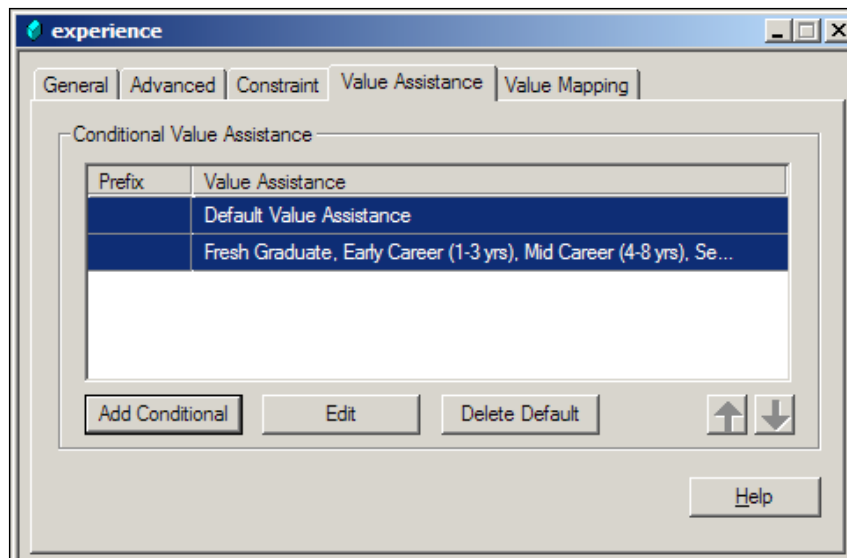 experience
General Advanced Constraint Value Assistance Value Mapping
Conditional Value Assistance
Prefix Value Assistance
Default Value Assistance
Fresh Graduate, Early Career (1-3 yrs), Mid Career (4-8 yrs), Se...
Add Conditional Edit Delete Default
Help